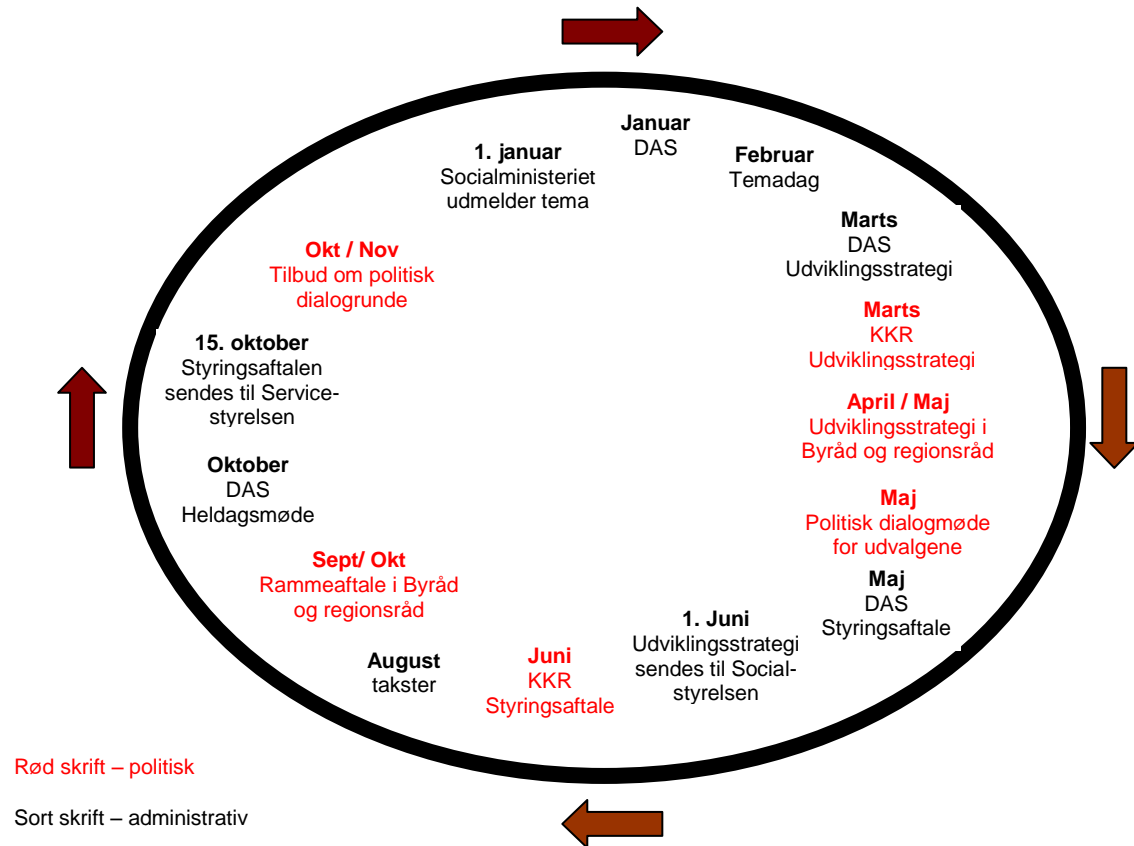 Januar
DAS
Februar
Temadag
Marts
DAS
Udviklingsstrategi
Marts
KKR
Udviklingsstrategi
April / Maj
Udviklingsstrategi i
Byråd og regionsråd
Maj
Politisk dialogmøde
for udvalgene
Maj
DAS
Styringsaftale
1. Juni
Udviklingsstrategi
sendes til Social-
styrelsen
Juni
KKR
Styringsaftale
August
takster
Sept/ Okt
Rammeaftale i Byråd
og regionsråd
Oktober
DAS
Heldagsmøde
15. oktober
Styringsaftalen
sendes til Service-
styrelsen
Okt / Nov
Tilbud om politisk
dialogrunde
1. januar
Socialministeriet
udmelder tema
Rød skrift – politisk
Sort skrift – administrativ